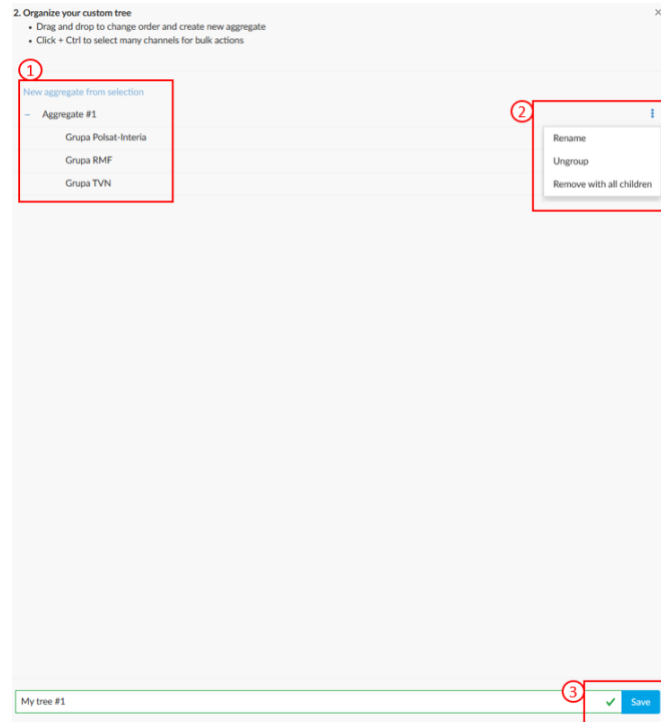 2. Organize your custom tree
• Drag and drop to change order and create new aggregate
• Click + Ctrl to select many channels for bulk actions
1
New aggregate from selection
Aggregate #1
2
Rename
Grupa Polsat-Interia
Ungroup
Grupa RMF
Remove with all children
Grupa TVN
3
My tree #1
Save